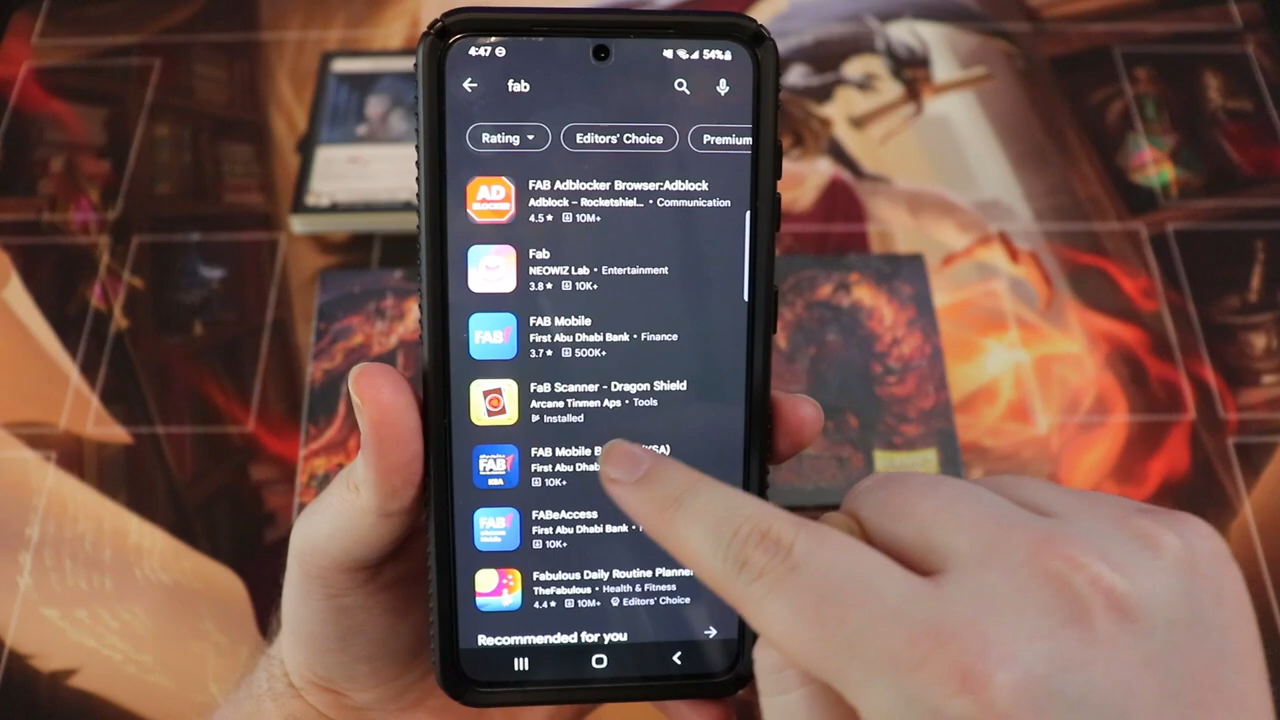 4:47 54%
fab
Rating Editors' Choice Premium
AD
BLOCKER
FAB Adblocker Browser:Adblock
Adblock – Rocketshiel... • Communication
4.5★ 10M+
Fab
NEOWIZ Lab • Entertainment
3.8★ 10K+
FAB
FAB Mobile
First Abu Dhabi Bank • Finance
3.7★ 500K+
FaB Scanner - Dragon Shield
Arcane Tinmen Aps • Tools
Installed
FAB
KSA
FAB Mobile B (KSA)
First Abu Dhab
10K+
FAB
Mobile
FABeAccess
First Abu Dhabi Bank •
10K+
Fabulous Daily Routine Planner
TheFabulous • Health & Fitness
4.4★ 10M+ Editors' Choice
Recommended for you